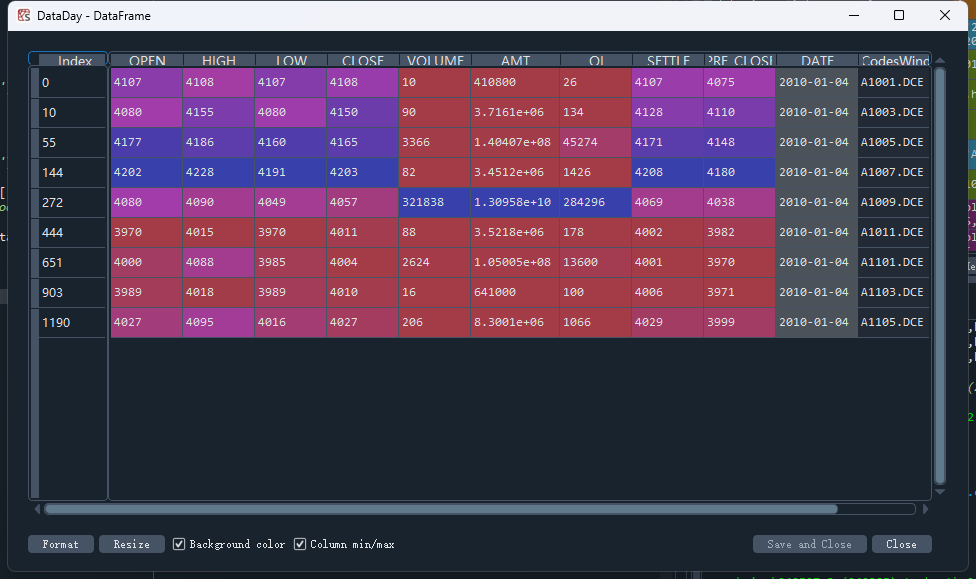 DataDay - DataFrame
Index OPEN HIGH LOW CLOSE VOLUME AMT OI SETTLE PRE_CLOSE DATE CodesWind
0 4107 4108 4107 4108 10 410800 26 4107 4075 2010-01-04 A1001.DCE
10 4080 4155 4080 4150 90 3.7161e+06 134 4128 4110 2010-01-04 A1003.DCE
55 4177 4186 4160 4165 3366 1.40407e+08 45274 4171 4148 2010-01-04 A1005.DCE
144 4202 4228 4191 4203 82 3.4512e+06 1426 4208 4180 2010-01-04 A1007.DCE
272 4080 4090 4049 4057 321838 1.30958e+10 284296 4069 4038 2010-01-04 A1009.DCE
444 3970 4015 3970 4011 88 3.5218e+06 178 4002 3982 2010-01-04 A1011.DCE
651 4000 4088 3985 4004 2624 1.05005e+08 13600 4001 3970 2010-01-04 A1101.DCE
903 3989 4018 3989 4010 16 641000 100 4006 3971 2010-01-04 A1103.DCE
1190 4027 4095 4016 4027 206 8.3001e+06 1066 4029 3999 2010-01-04 A1105.DCE
Format Resize Background color Column min/max Save and Close Close